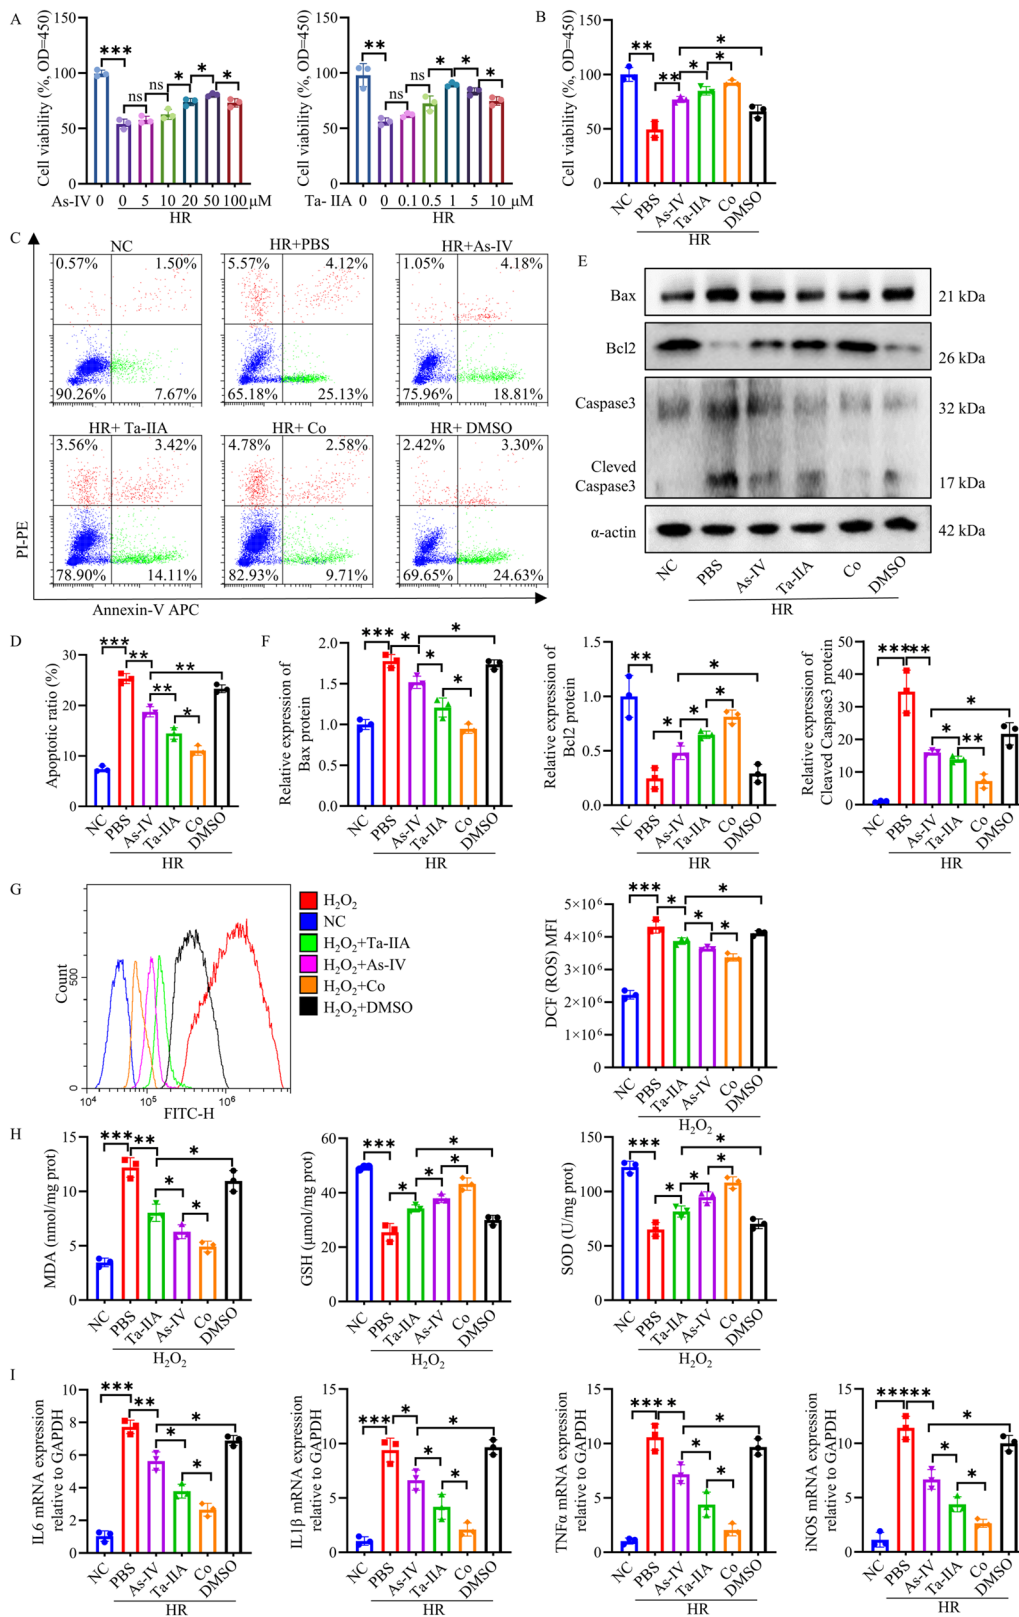 A
Cell viability (%, OD=450)
150
100
50
0
*** ns ns * * *
As-IV 0 0 5 10 20 50 100 μM
HR
Cell viability (%, OD=450)
150
100
50
0
** ns ns * * *
Ta- IIA 0 0 0.1 0.5 1 5 10 μM
HR
B
Cell viability (%, OD=450)
150
100
50
0
** ** * * *
NC PBS As-IV Ta-IIA Co DMSO
HR
C
NC
0.57% 1.50%
90.26% 7.67%
HR+PBS
5.57% 4.12%
65.18% 25.13%
HR+As-IV
1.05% 4.18%
75.96% 18.81%
HR+ Ta-IIA
3.56% 3.42%
78.90% 14.11%
HR+ Co
4.78% 2.58%
82.93% 9.71%
HR+ DMSO
2.42% 3.30%
69.65% 24.63%
PI-PE
Annexin-V APC
E
Bax 21 kDa
Bcl2 26 kDa
Caspase3 32 kDa
Cleved
Caspase3 17 kDa
α-actin 42 kDa
NC PBS As-IV Ta-IIA Co DMSO
HR
D
Apoptotic ratio (%)
30
20
10
0
*** ** ** * **
NC PBS As-IV Ta-IIA Co DMSO
HR
F
Relative expression of
Bax protein
2.0
1.5
1.0
0.5
0.0
*** * * * *
NC PBS As-IV Ta-IIA Co DMSO
HR
Relative expression of
Bcl2 protein
1.5
1.0
0.5
0.0
** * * * *
NC PBS As-IV Ta-IIA Co DMSO
HR
Relative expression of
Cleaved Caspase3 protein
50
40
30
20
10
0
*** ** * ** *
NC PBS As-IV Ta-IIA Co DMSO
HR
G
Count
500
0
10⁴ 10⁵ 10⁶
FITC-H
H₂O₂
NC
H₂O₂+Ta-IIA
H₂O₂+As-IV
H₂O₂+Co
H₂O₂+DMSO
DCF (ROS) MFI
5×10⁶
4×10⁶
3×10⁶
2×10⁶
1×10⁶
0
*** * * * *
NC PBS Ta-IIA As-IV Co DMSO
H₂O₂
H
MDA (nmol/mg prot)
15
10
5
0
*** ** * * *
NC PBS Ta-IIA As-IV Co DMSO
H₂O₂
GSH (μmol/mg prot)
60
40
20
0
*** * * * *
NC PBS Ta-IIA As-IV Co DMSO
H₂O₂
SOD (U/mg prot)
150
100
50
0
*** * * * *
NC PBS Ta-IIA As-IV Co DMSO
H₂O₂
I
IL6 mRNA expression
relative to GAPDH
10
8
6
4
2
0
*** ** * * *
NC PBS As-IV Ta-IIA Co DMSO
HR
IL1β mRNA expression
relative to GAPDH
15
10
5
0
*** * * * *
NC PBS As-IV Ta-IIA Co DMSO
HR
TNFα mRNA expression
relative to GAPDH
15
10
5
0
*** ** * * *
NC PBS As-IV Ta-IIA Co DMSO
HR
iNOS mRNA expression
relative to GAPDH
15
10
5
0
*** ** * * *
NC PBS As-IV Ta-IIA Co DMSO
HR